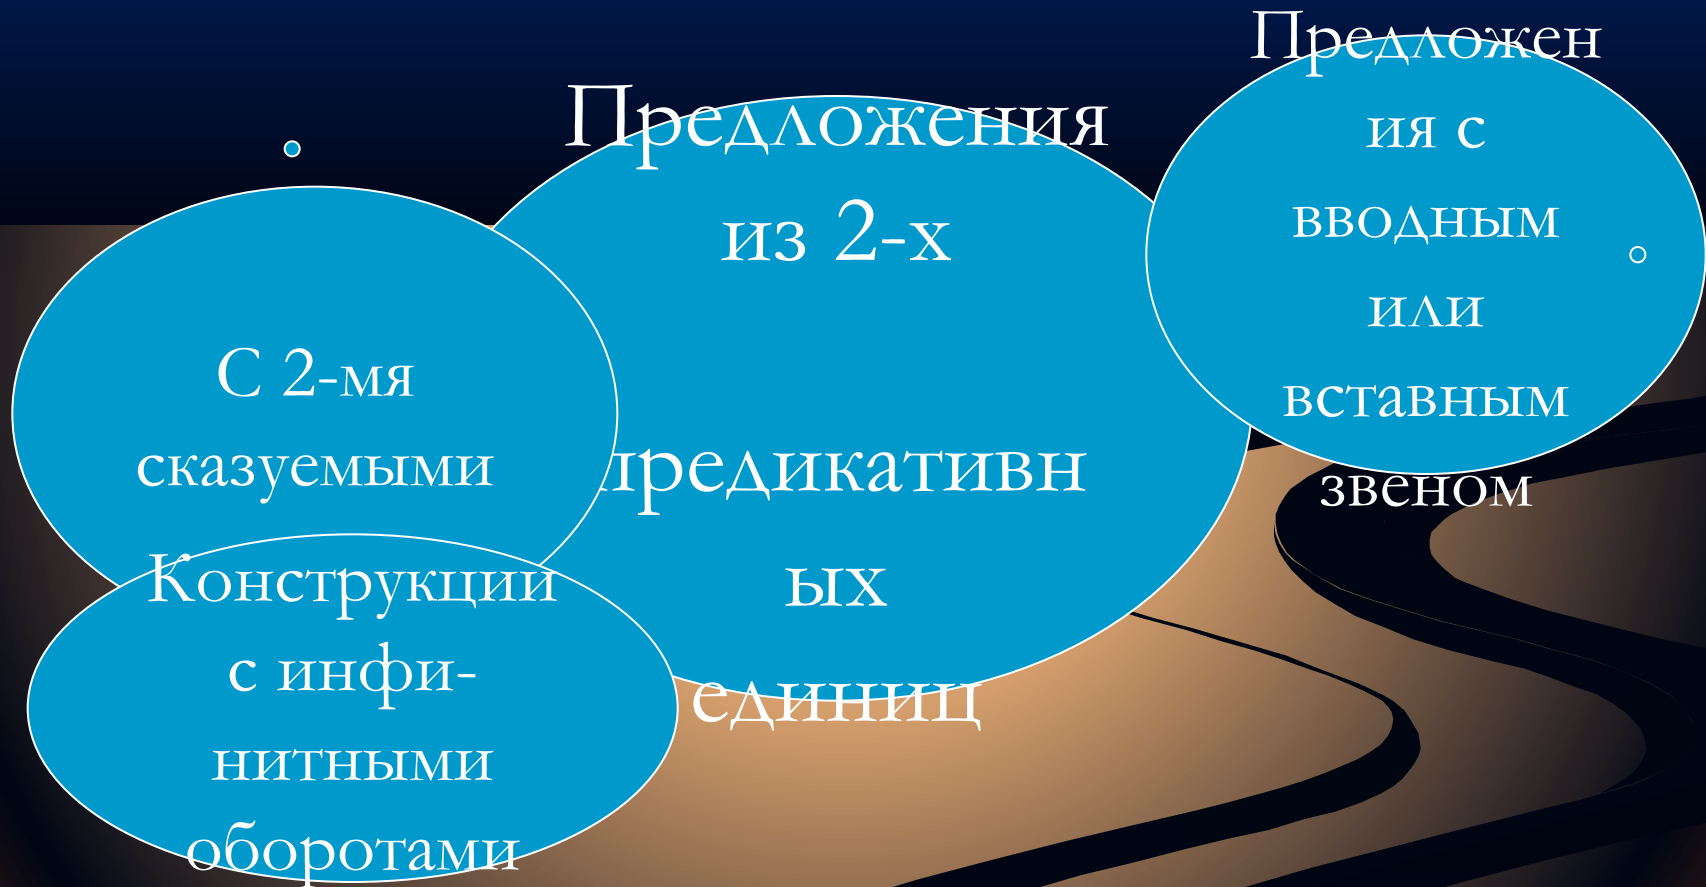 Предложения
из 2-х
предикативн
ых
единиц
Предложен
ия с
вводным
или
вставным
звеном
С 2-мя
сказуемыми
Конструкции
с инфи-
нитными
оборотами